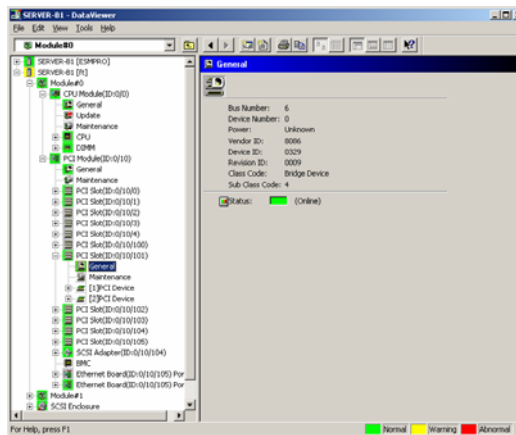 SERVER-B1 - DataViewer
File Edit View Tools Help
Module#0
SERVER-B1 [ESMPRO]
SERVER-B1 [ft]
Module#0
CPU Module(ID:0/0)
General
Update
Maintenance
CPU
DIMM
PCI Module(ID:0/10)
General
Maintenance
PCI Slot(ID:0/10/0)
PCI Slot(ID:0/10/1)
PCI Slot(ID:0/10/2)
PCI Slot(ID:0/10/3)
PCI Slot(ID:0/10/4)
PCI Slot(ID:0/10/100)
PCI Slot(ID:0/10/101)
General
Maintenance
[1]PCI Device
[2]PCI Device
PCI Slot(ID:0/10/102)
PCI Slot(ID:0/10/103)
PCI Slot(ID:0/10/104)
PCI Slot(ID:0/10/105)
SCSI Adapter(ID:0/10/104)
BMC
Ethernet Board(ID:0/10/105) Por
Ethernet Board(ID:0/10/105) Por
Module#1
SCSI Enclosure
General
Bus Number: 6
Device Number: 0
Power: Unknown
Vendor ID: 8086
Device ID: 0329
Revision ID: 0009
Class Code: Bridge Device
Sub Class Code: 4
Status: (Online)
For Help, press F1
Normal Warning Abnormal